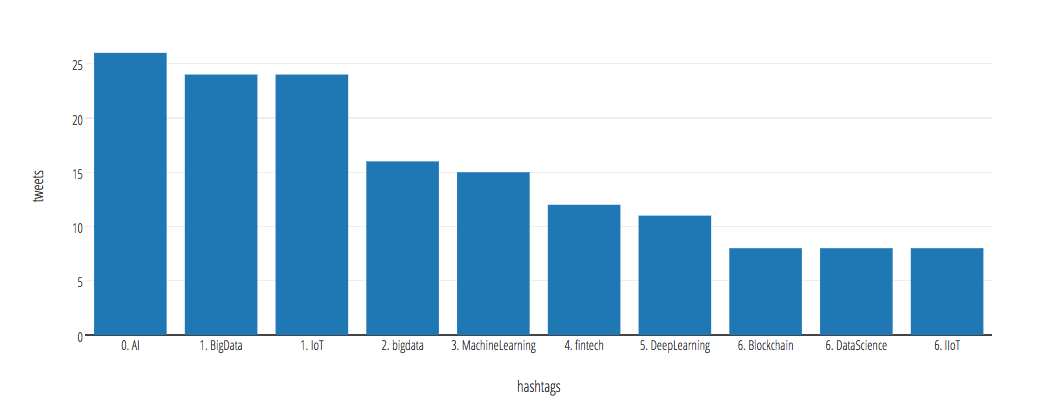 25
20
15
10
5
0
tweets
0. AI
1. BigData
1. IoT
2. bigdata
3. MachineLearning
4. fintech
5. DeepLearning
6. Blockchain
6. DataScience
6. IIoT
hashtags